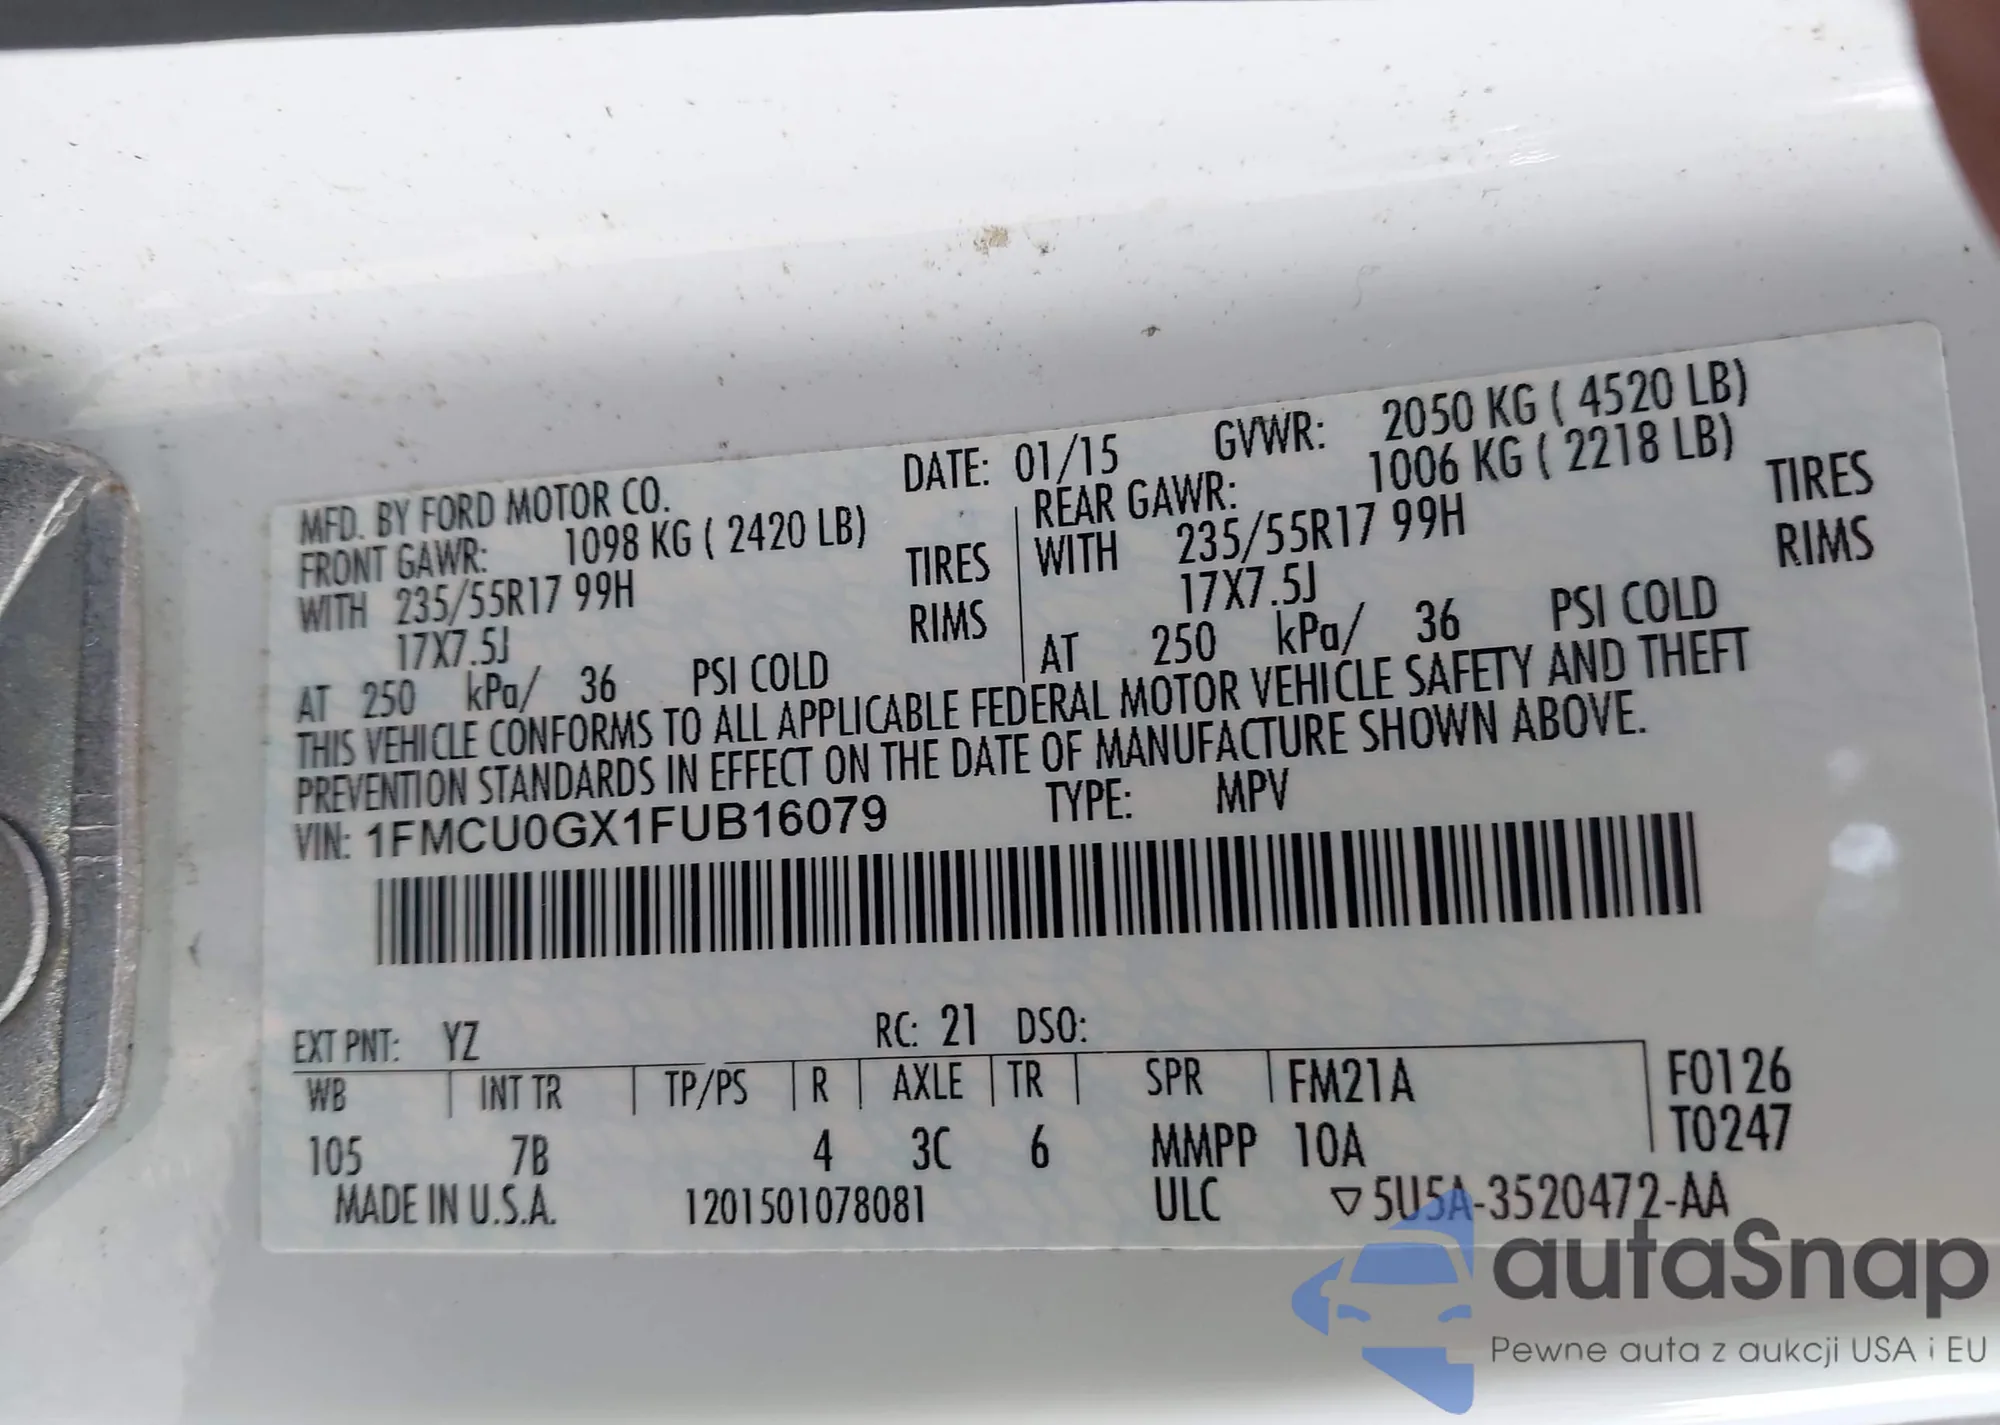 MFD. BY FORD MOTOR CO. DATE: 01/15 GVWR: 2050 KG ( 4520 LB)
FRONT GAWR: 1098 KG ( 2420 LB) REAR GAWR: 1006 KG ( 2218 LB)
WITH 235/55R17 99H TIRES WITH 235/55R17 99H TIRES
17X7.5J RIMS 17X7.5J RIMS
AT 250 kPa/ 36 PSI COLD AT 250 kPa/ 36 PSI COLD
THIS VEHICLE CONFORMS TO ALL APPLICABLE FEDERAL MOTOR VEHICLE SAFETY AND THEFT
PREVENTION STANDARDS IN EFFECT ON THE DATE OF MANUFACTURE SHOWN ABOVE.
VIN: 1FMCU0GX1FUB16079 TYPE: MPV
EXT PNT: YZ RC: 21 DSO:
WB INT TR TP/PS R AXLE TR SPR FM21A F0126
105 7B 4 3C 6 MMPP 10A T0247
MADE IN U.S.A. 1201501078081 ULC ▽5U5A-3520472-AA
autaSnap
Pewne auta z aukcji USA i EU